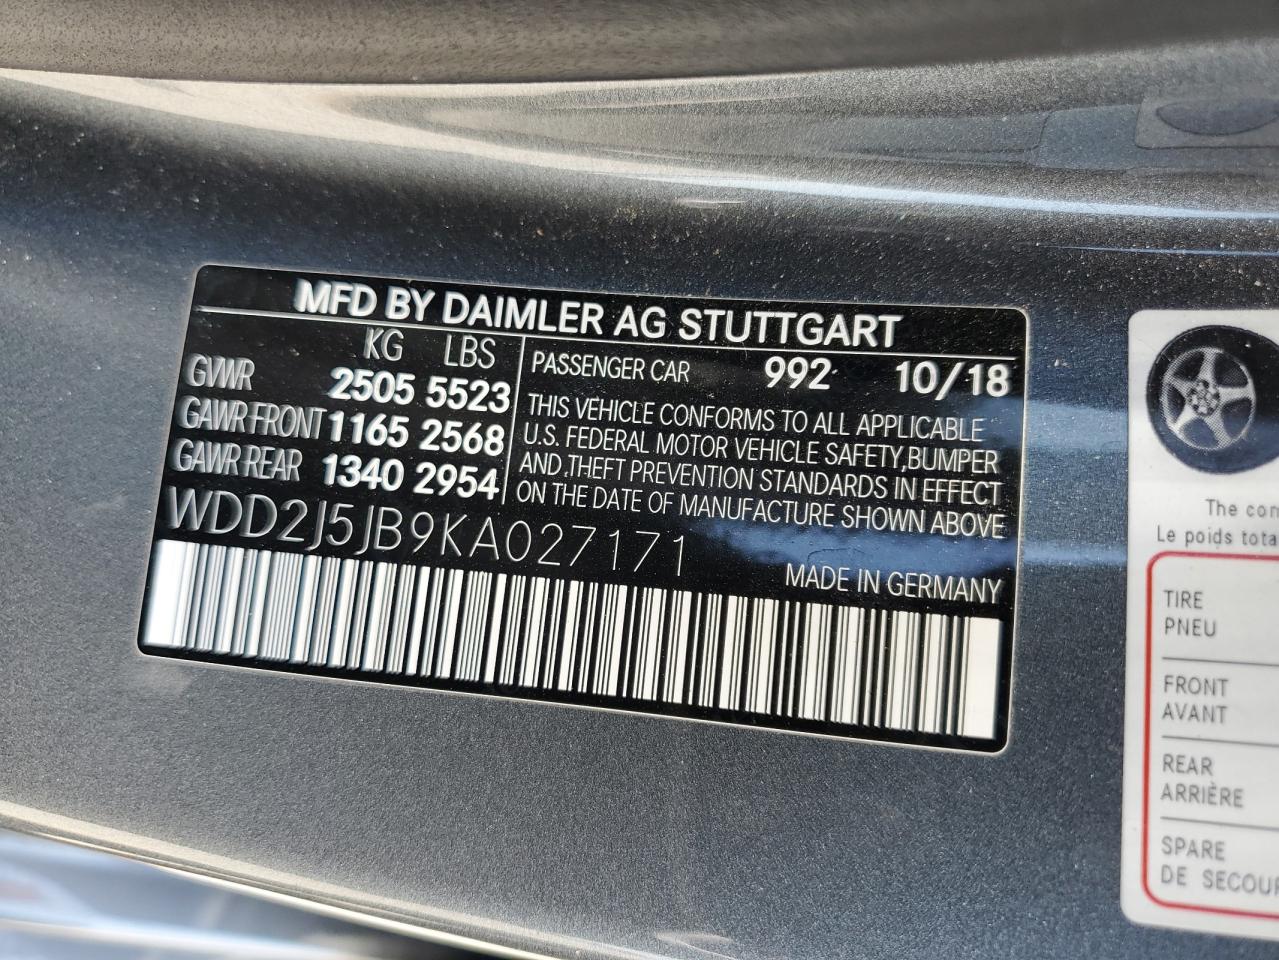 MFD BY DAIMLER AG STUTTGART
KG LBS
GVWR 2505 5523
GAWR FRONT 1165 2568
GAWR REAR 1340 2954
PASSENGER CAR 992 10/18
THIS VEHICLE CONFORMS TO ALL APPLICABLE
U.S. FEDERAL MOTOR VEHICLE SAFETY,BUMPER
AND.THEFT PREVENTION STANDARDS IN EFFECT
ON THE DATE OF MANUFACTURE SHOWN ABOVE
WDD2J5JB9KA027171
MADE IN GERMANY
The com
Le poids tota
TIRE
PNEU
FRONT
AVANT
REAR
ARRIÈRE
SPARE
DE SECOUR